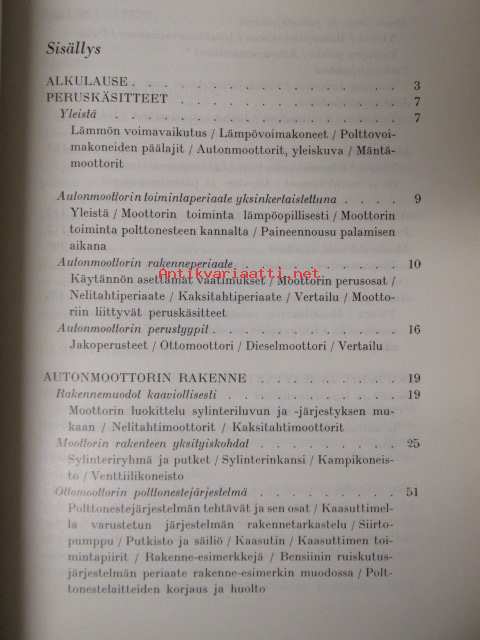 Sisällys
ALKULAUSE . . . . . . . . . . . . . . . . 3
PERUSKÄSITTEET . . . . . . . . . . . . . 7
Yleistä . . . . . . . . . . . . . . . . . 7
Lämmön voimavaikutus / Lämpövoimakoneet / Polttovoi-
makoneiden päälajit / Autonmoottorit, yleiskuva / Mäntä-
moottorit
Autonmoottorin toimintaperiaate yksinkertaistettuna . . . . 9
Yleistä / Moottorin toiminta lämpöopillisesti / Moottorin
toiminta polttonesteen kannalta / Paineennousu palamisen
aikana
Autonmoottorin rakenneperiaate . . . . . . . . . 10
Antikvariaatti.net
Käytännön asettamat vaatimukset / Moottorin perusosat /
Nelitahtiperiaate / Kaksitahtiperiaate / Vertailu / Mootto-
riin liittyvät peruskäsitteet
Autonmoottorin perustyypit . . . . . . . . . . . 16
Jakoperusteet / Ottomoottori / Dieselmoottori / Vertailu
AUTONMOOTTORIN RAKENNE . . . . . . . . 19
Rakennemuodot kaaviollisesti . . . . . . . . . . 19
Moottorin luokittelu sylinteriluvun ja -järjestyksen mu-
kaan / Nelitahtimoottorit / Kaksitahtimoottorit
Moottorin rakenteen yksityiskohdat . . . . . . . . 25
Sylinteriryhmä ja putket / Sylinterinkansi / Kampikoneis-
to / Venttiilikoneisto
Ottomoottorin polttonestejärjestelmä . . . . . . . . 51
Polttonestejärjestelmän tehtävät ja sen osat / Kaasuttimel-
la varustetun järjestelmän rakennetarkastelu / Siirto-
pumppu / Putkisto ja säiliö / Kaasutin / Kaasuttimen toi-
mintapiirit / Rakenne-esimerkkejä / Bensiinin ruiskutus-
järjestelmän periaate rakenne-esimerkin muodossa / Polt-
tonestelaitteiden korjaus ja huolto